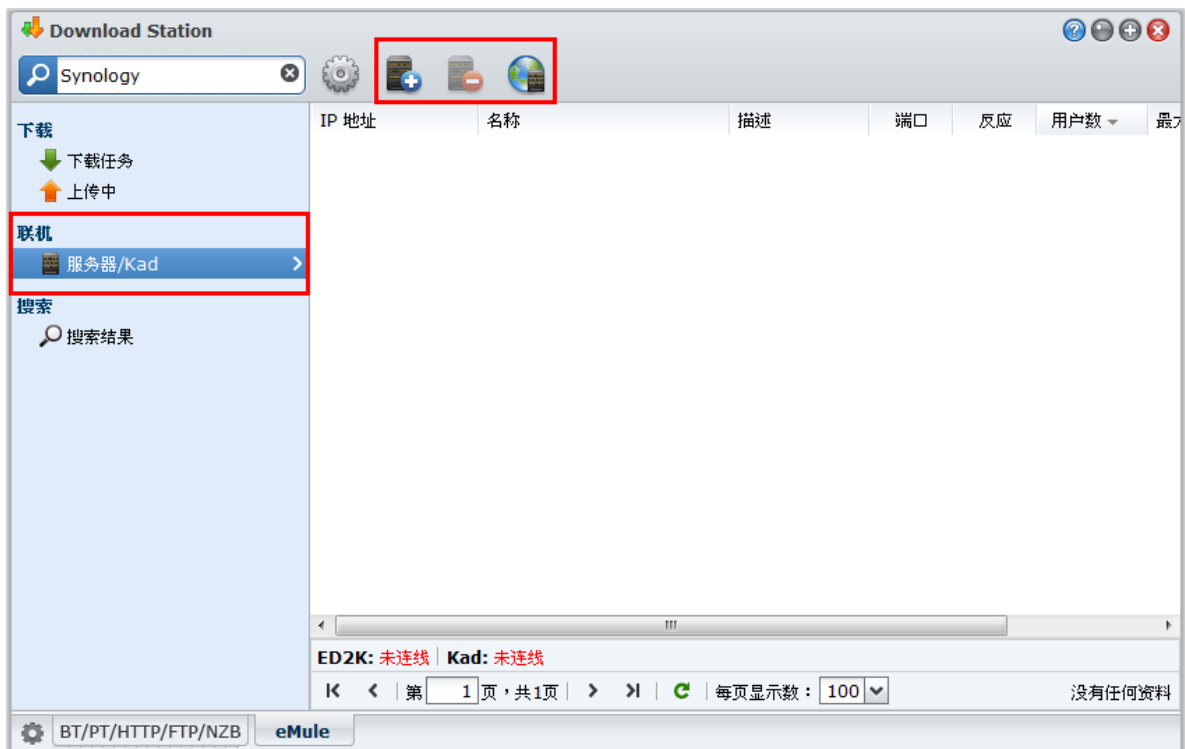 Download Station
Synology
IP 地址 名称 描述 端口 反应 用户数
下载
下载任务
上传中
联机
服务器/Kad
搜索
搜索结果
ED2K: 未连线 Kad: 未连线
第 1 页，共1页 每页显示数： 100 没有任何资料
BT/PT/HTTP/FTP/NZB eMule